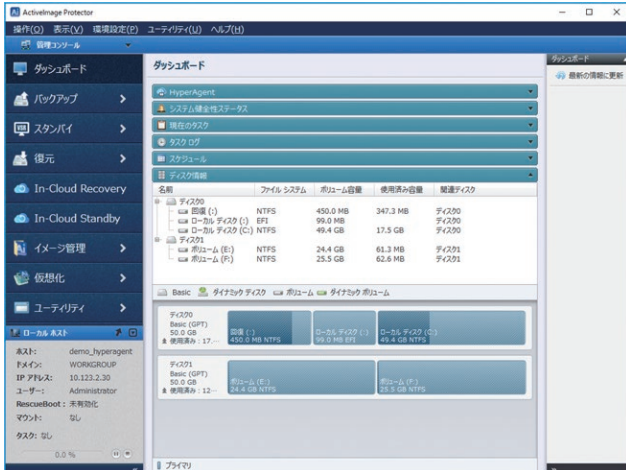 Ai ActiveImage Protector
操作(O) 表示(V) 環境設定(P) ユーティリティ(U) ヘルプ(H)
管理コンソール
ダッシュボード
バックアップ
スタンバイ
復元
In-Cloud Recovery
In-Cloud Standby
イメージ管理
仮想化
ユーティリティ
ローカル ホスト
ホスト: demo_hyperagent
ドメイン: WORKGROUP
IP アドレス: 10.123.2.30
ユーザー: Administrator
RescueBoot: 未有効化
マウント: なし
タスク: なし
0.0 %
ダッシュボード
HyperAgent
システム健全性ステータス
現在のタスク
タスク ログ
スケジュール
ディスク情報
名前 ファイル システム ボリューム容量 使用済み容量 関連ディスク
ディスク0
回復 (:) NTFS 450.0 MB 347.3 MB ディスク0
ローカル ディスク (:) EFI 99.0 MB ディスク0
ローカル ディスク (C:) NTFS 49.4 GB 17.5 GB ディスク0
ディスク1
ボリューム (E:) NTFS 24.4 GB 61.3 MB ディスク1
ボリューム (F:) NTFS 25.5 GB 62.6 MB ディスク1
Basic ダイナミック ディスク ボリューム ダイナミック ボリューム
ディスク0
Basic (GPT)
50.0 GB
使用済み : 17.…
回復 (:)
450.0 MB NTFS
ローカル ディスク (:)
99.0 MB EFI
ローカル ディスク (C:)
49.4 GB NTFS
ディスク1
Basic (GPT)
50.0 GB
使用済み : 12…
ボリューム (E:)
24.4 GB NTFS
ボリューム (F:)
25.5 GB NTFS
プライマリ
ダッシュボード
最新の情報に更新